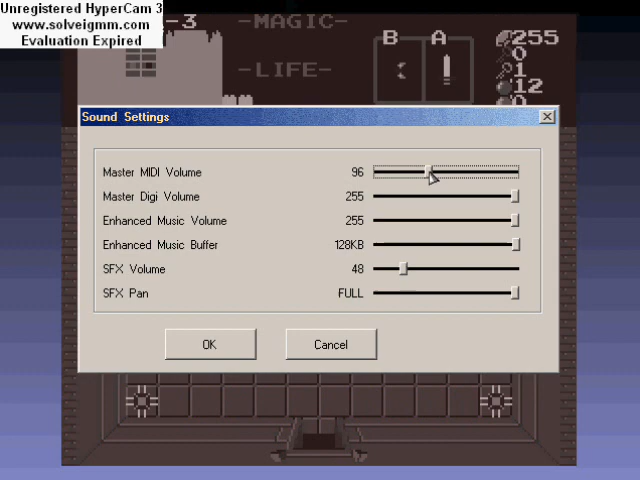 Unregistered HyperCam 3
www.solveigmm.com
Evaluation Expired
-3
-MAGIC-
B A
255
0
-LIFE-
1
12
0
Sound Settings
Master MIDI Volume 96
Master Digi Volume 255
Enhanced Music Volume 255
Enhanced Music Buffer 128KB
SFX Volume 48
SFX Pan FULL
OK Cancel